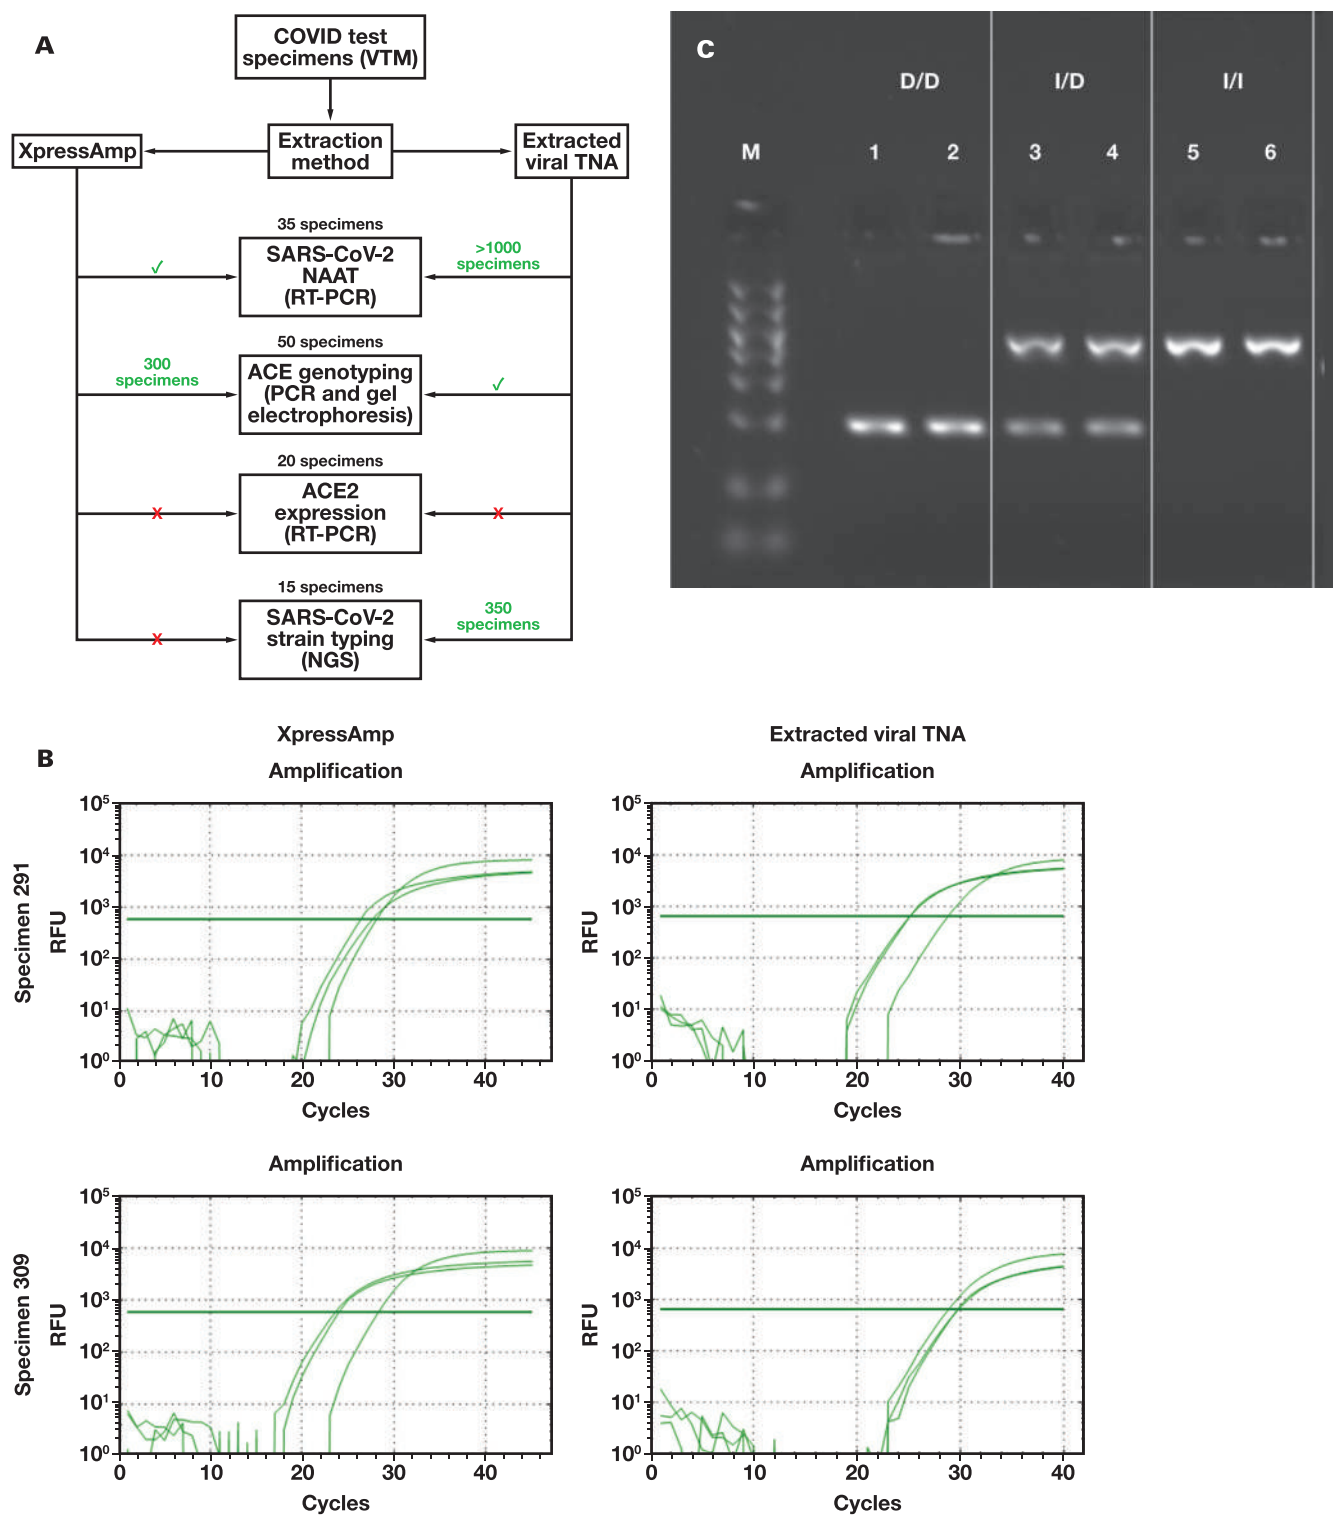 A
COVID test
specimens (VTM)
XpressAmp
Extraction
method
Extracted
viral TNA
35 specimens
SARS-CoV-2
NAAT
(RT-PCR)
✓
>1000
specimens
50 specimens
ACE genotyping
(PCR and gel
electrophoresis)
300
specimens
✓
20 specimens
ACE2
expression
(RT-PCR)
X
X
15 specimens
SARS-CoV-2
strain typing
(NGS)
X
350
specimens
C
D/D I/D I/I
M 1 2 3 4 5 6
B
XpressAmp
Extracted viral TNA
Specimen 291
Amplification
10⁵
10⁴
10³
10²
10¹
10⁰
RFU
0 10 20 30 40
Cycles
Amplification
10⁵
10⁴
10³
10²
10¹
10⁰
RFU
0 10 20 30 40
Cycles
Specimen 309
Amplification
10⁵
10⁴
10³
10²
10¹
10⁰
RFU
0 10 20 30 40
Cycles
Amplification
10⁵
10⁴
10³
10²
10¹
10⁰
RFU
0 10 20 30 40
Cycles